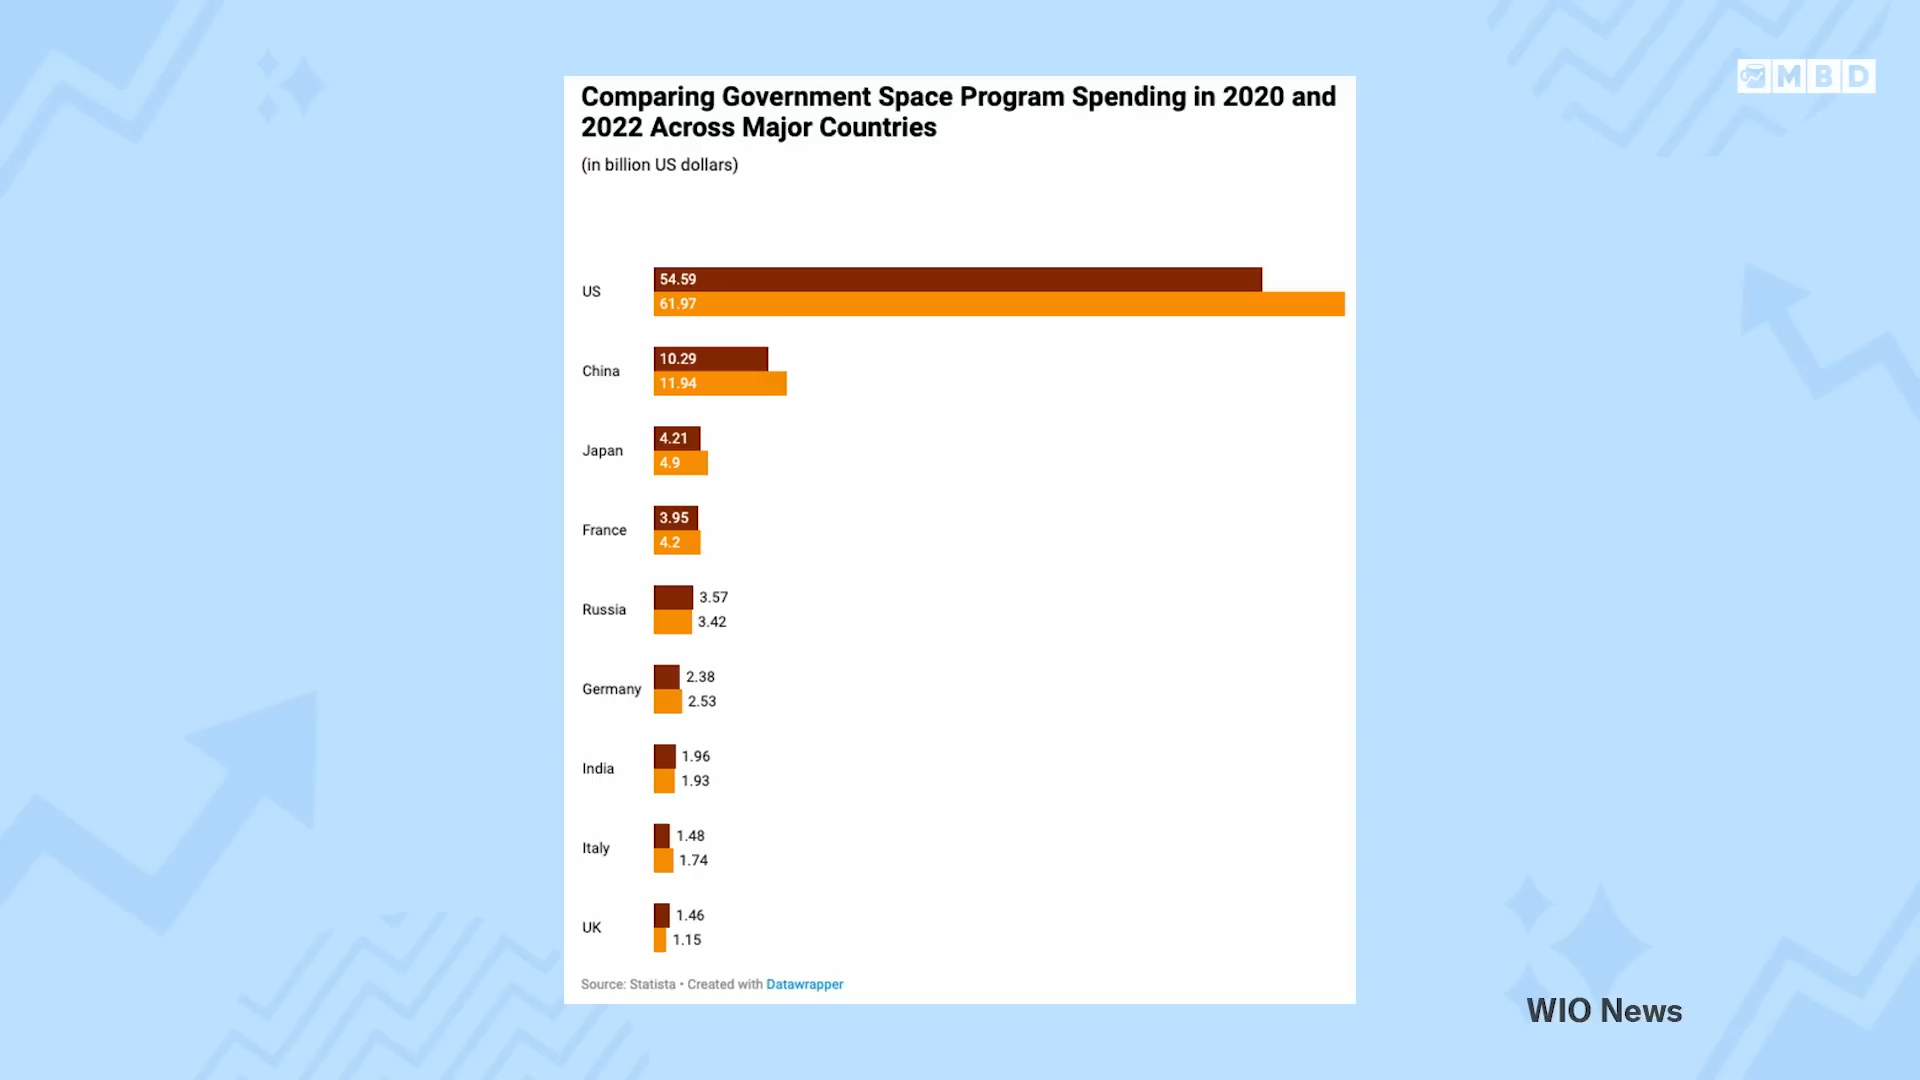 MBD
Comparing Government Space Program Spending in 2020 and
2022 Across Major Countries
(in billion US dollars)
US
54.59
61.97
China
10.29
11.94
Japan
4.21
4.9
France
3.95
4.2
Russia
3.57
3.42
Germany
2.38
2.53
India
1.96
1.93
Italy
1.48
1.74
UK
1.46
1.15
Source: Statista • Created with Datawrapper
WIO News